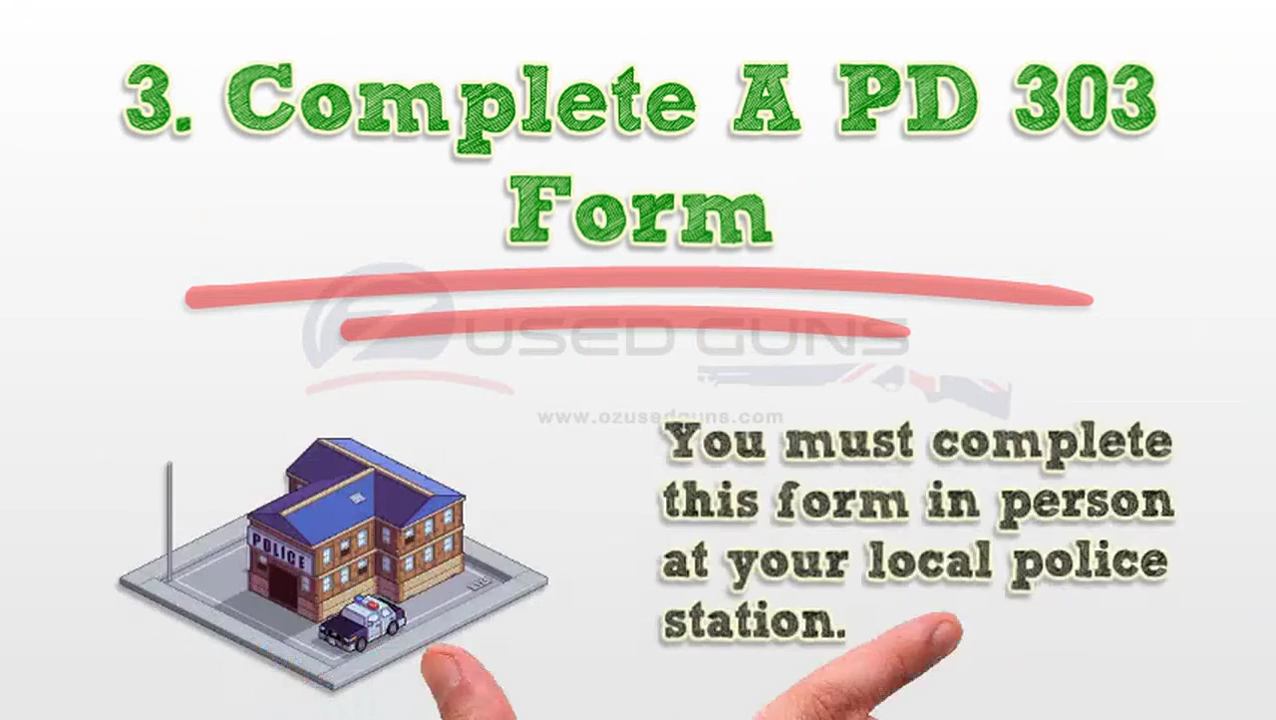 3. Complete A PD 303
Form
OZ USED GUNS
www.ozusedguns.com
You must complete
this form in person
at your local police
station.
POLICE